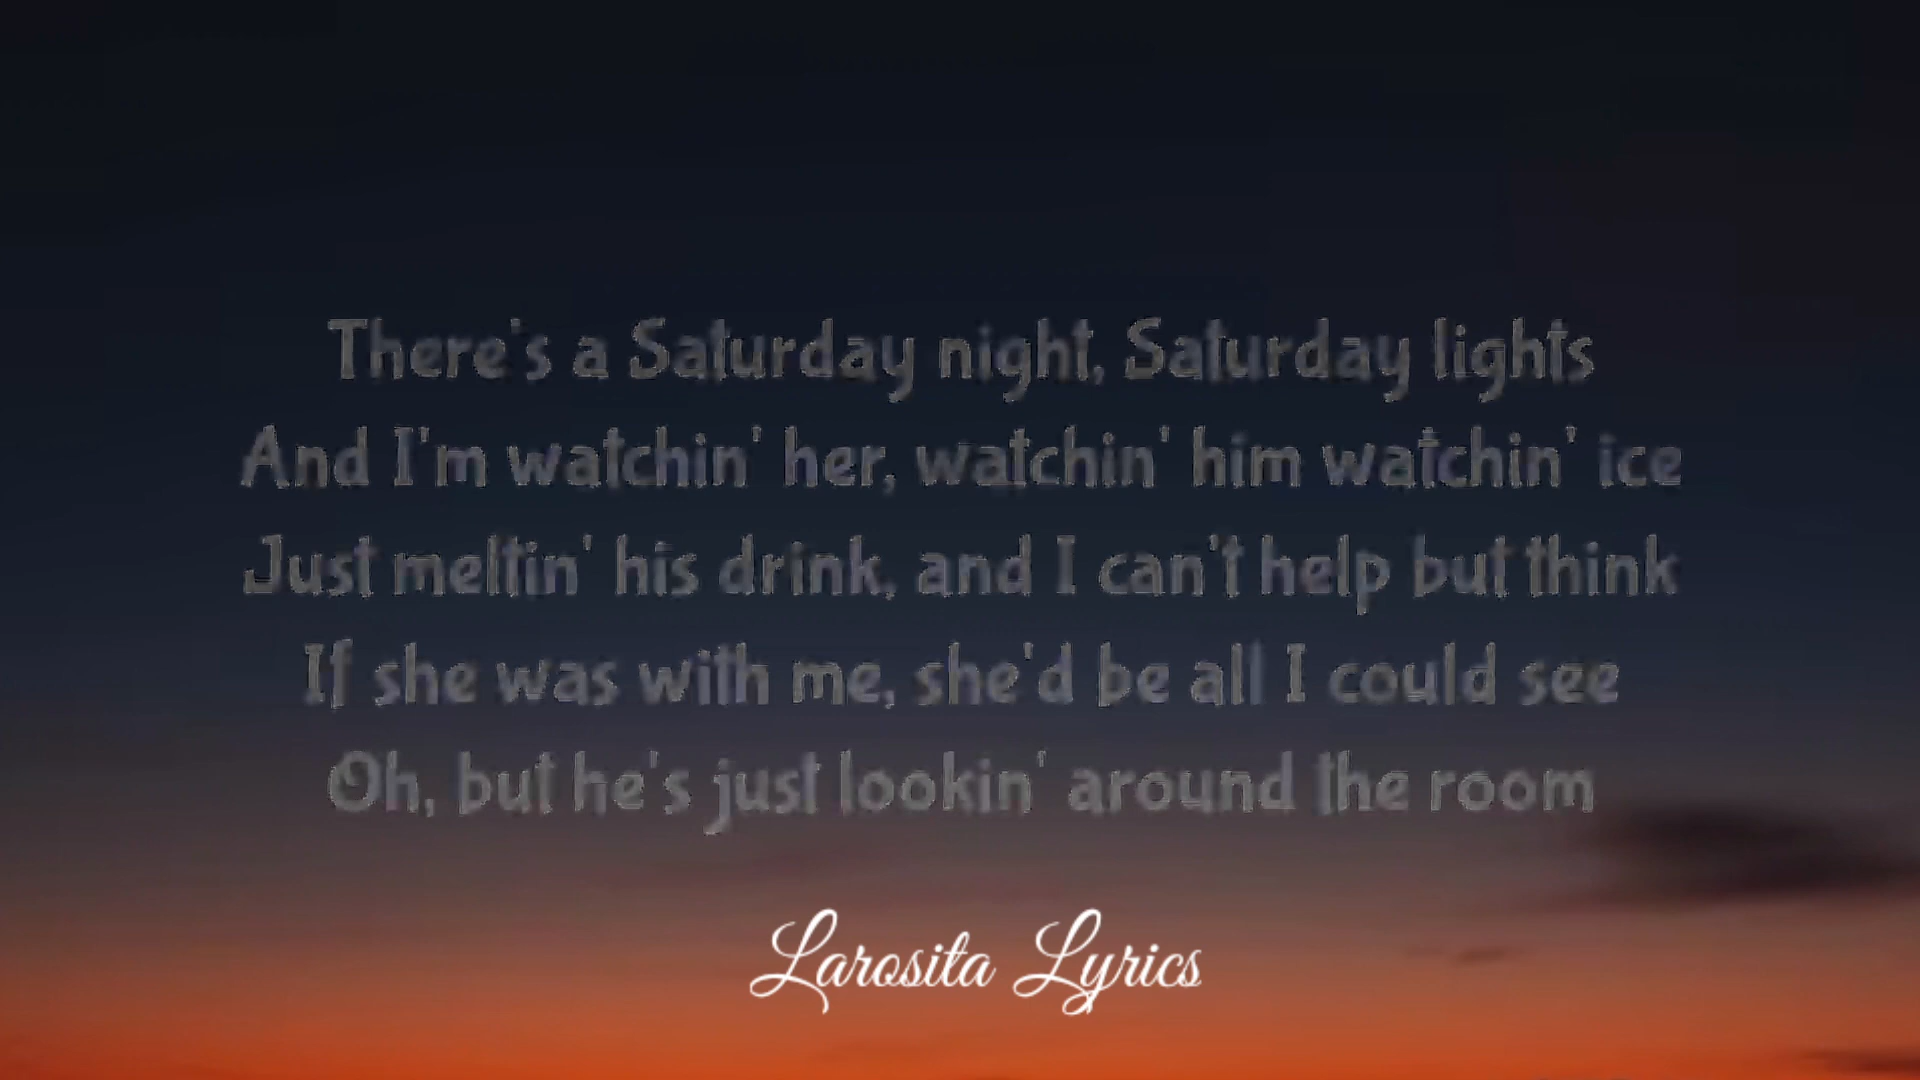 There's a Saturday night, Saturday lights
And I'm watchin' her, watchin' him watchin' ice
Just meltin' his drink, and I can't help but think
If she was with me, she'd be all I could see
Oh, but he's just lookin' around the room
Larosita Lyrics